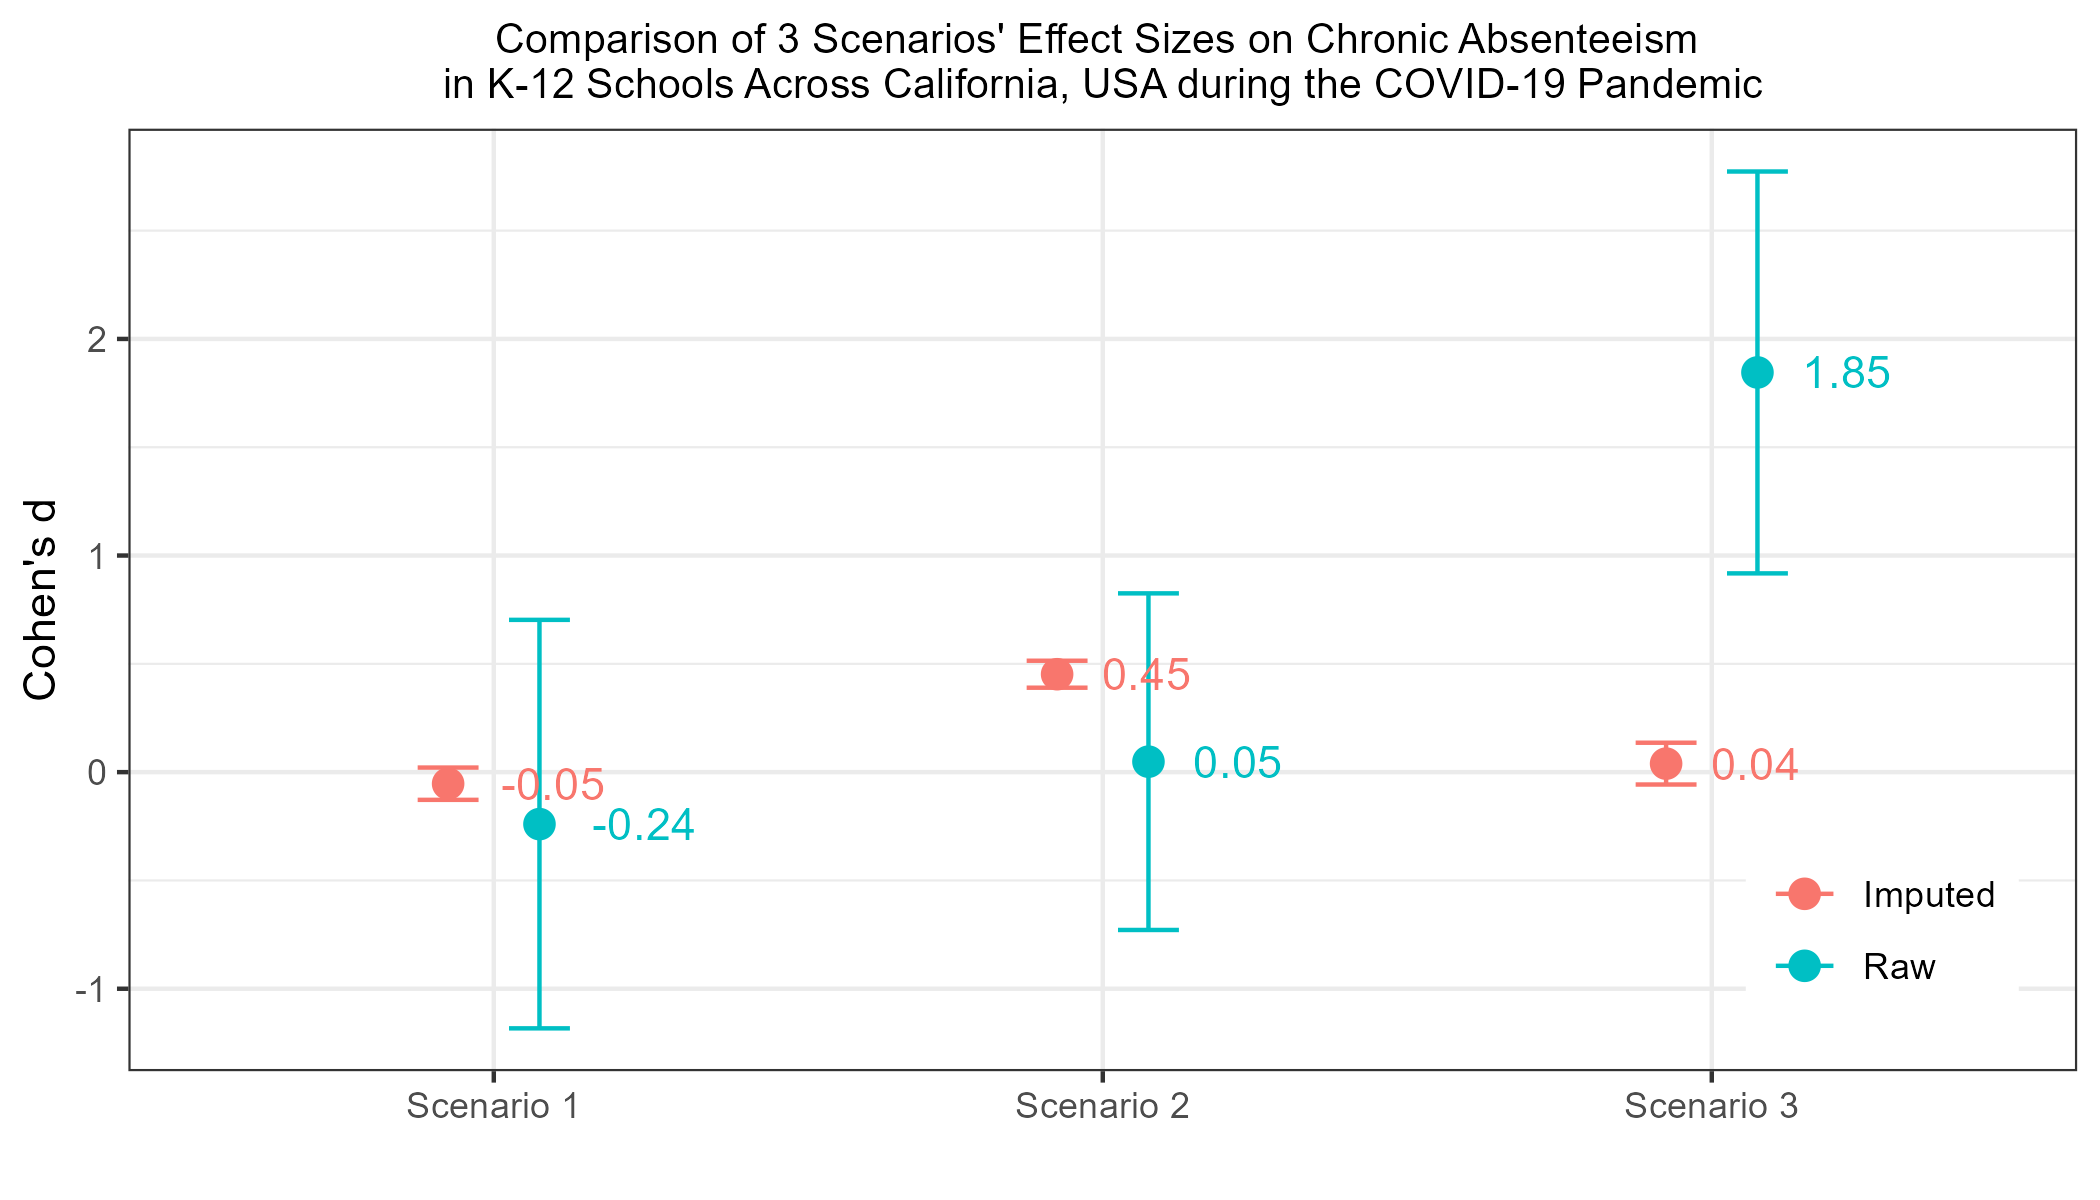 Comparison of 3 Scenarios' Effect Sizes on Chronic Absenteeism
in K-12 Schools Across California, USA during the COVID-19 Pandemic
Cohen's d
2
1
0
-1
1.85
0.45
0.05
-0.05
-0.24
0.04
Imputed
Raw
Scenario 1
Scenario 2
Scenario 3